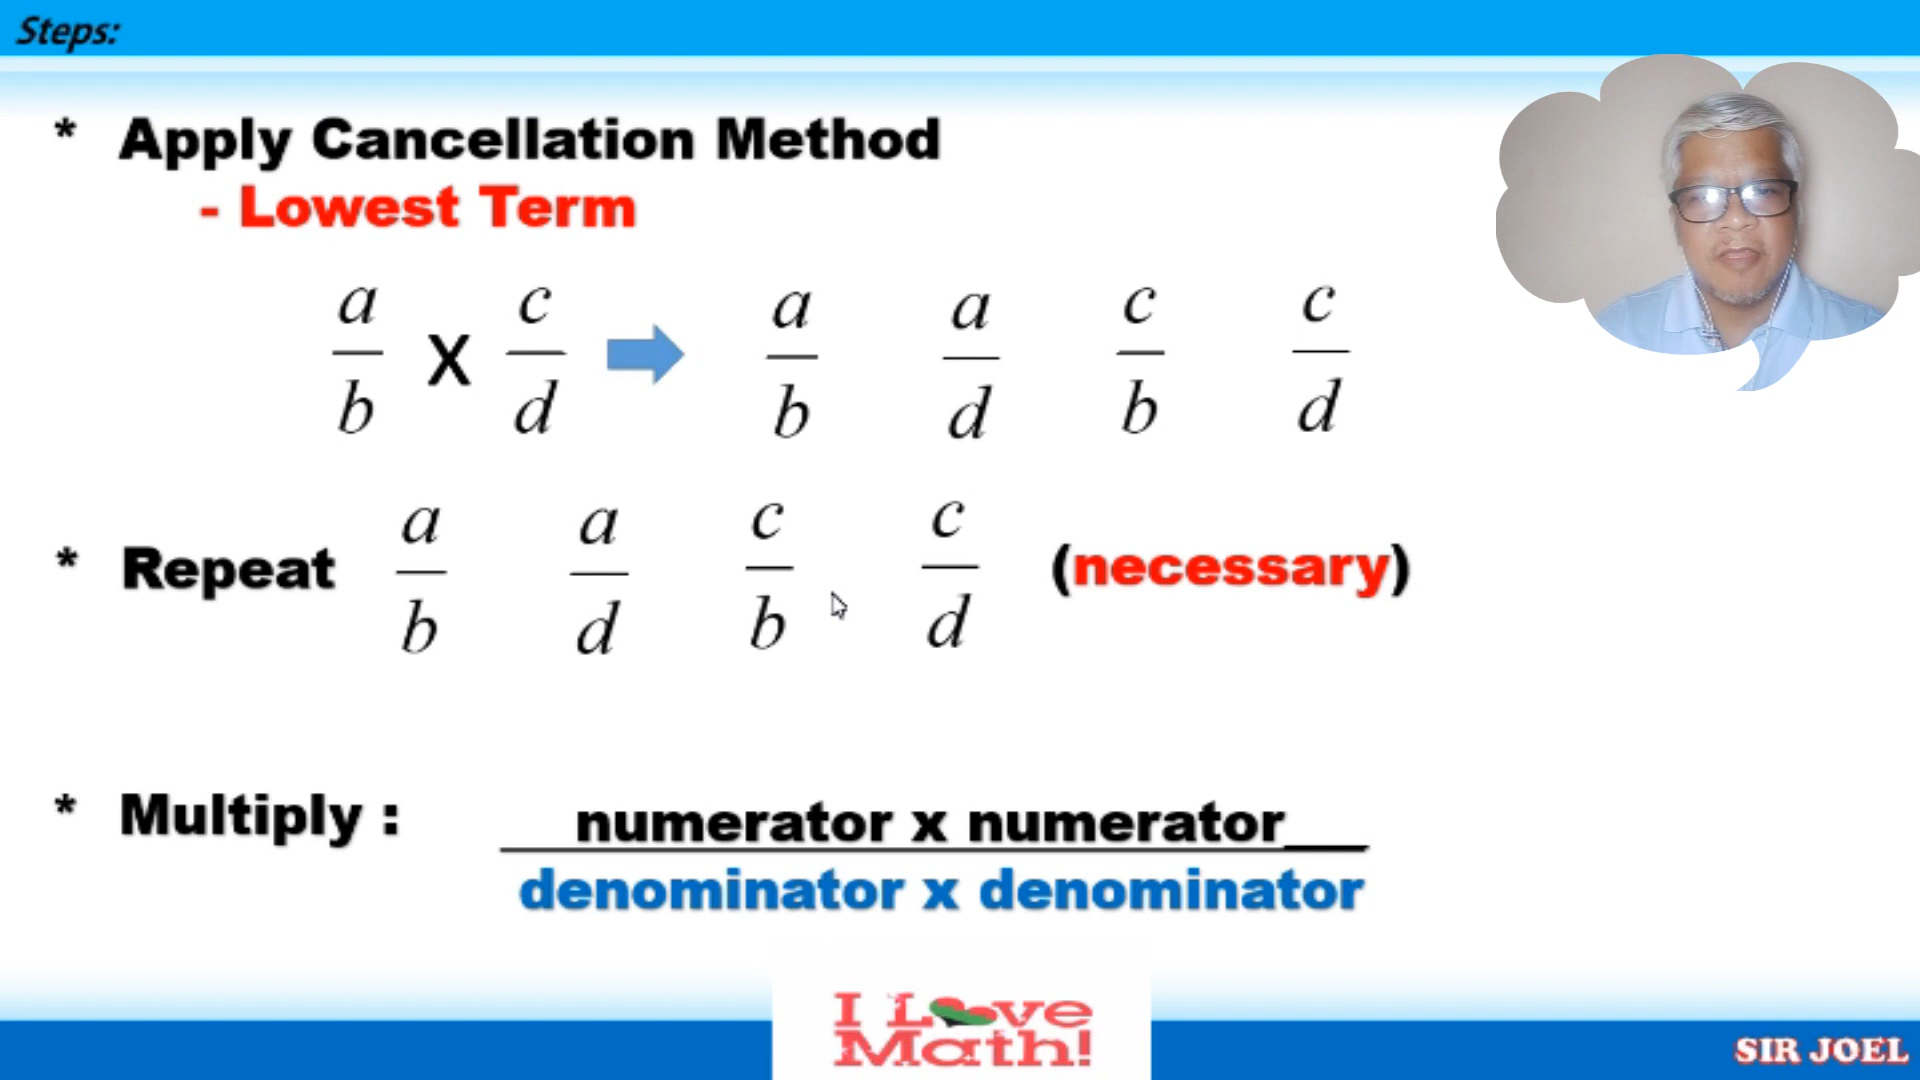 Steps:
* Apply Cancellation Method
- Lowest Term
a/b X c/d a/b a/d c/b c/d
* Repeat a/b a/d c/b c/d (necessary)
* Multiply : numerator x numerator
denominator x denominator
I Love
Math!
SIR JOEL